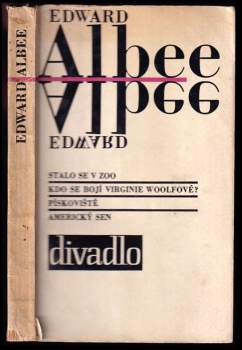 EDWARD ALBEE
EDWARD
Albee
Albee
EDWARD
STALO SE V ZOO
KDO SE BOJÍ VIRGINIE WOOLFOVÉ?
PÍSKOVIŠTĚ
AMERICKÝ SEN
divadlo